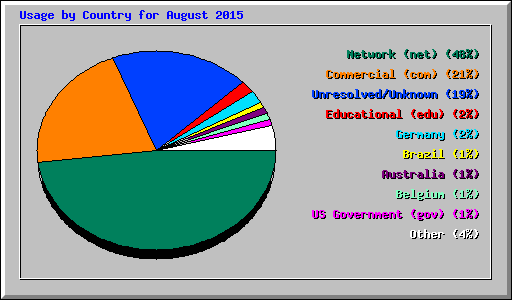 Usage by Country for August 2015
Network (net) (48%)
Commercial (com) (21%)
Unresolved/Unknown (19%)
Educational (edu) (2%)
Germany (2%)
Brazil (1%)
Australia (1%)
Belgium (1%)
US Government (gov) (1%)
Other (4%)